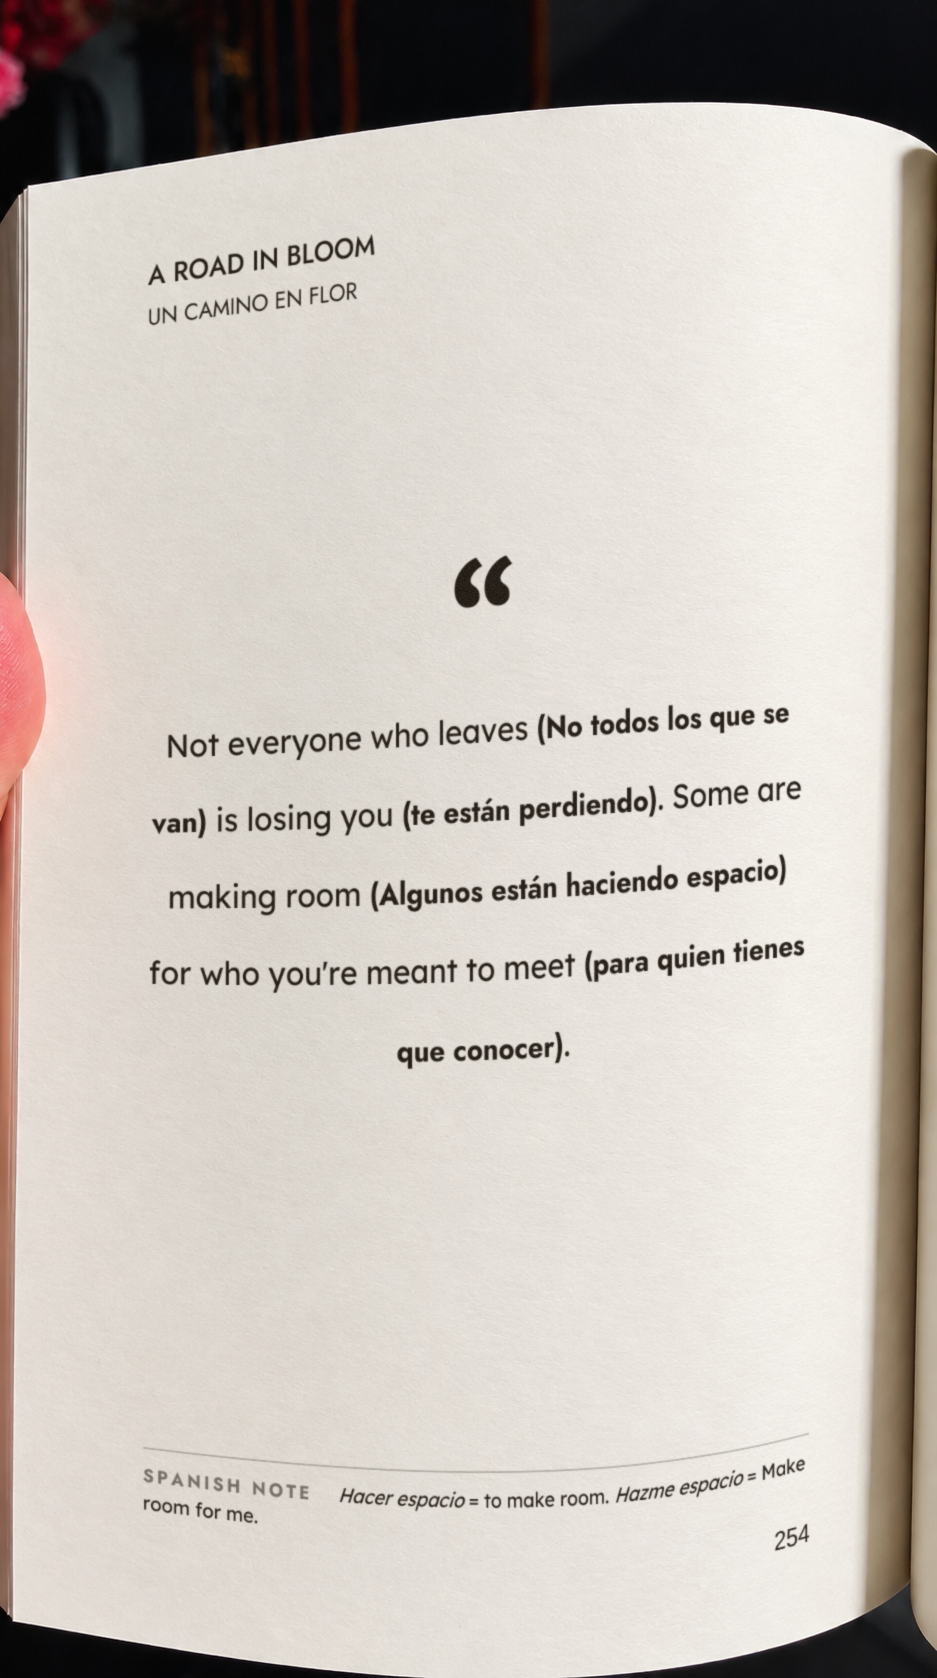 A ROAD IN BLOOM
UN CAMINO EN FLOR
“
Not everyone who leaves (No todos los que se
van) is losing you (te están perdiendo). Some are
making room (Algunos están haciendo espacio)
for who you're meant to meet (para quien tienes
que conocer).
SPANISH NOTE Hacer espacio = to make room. Hazme espacio = Make
room for me.
254